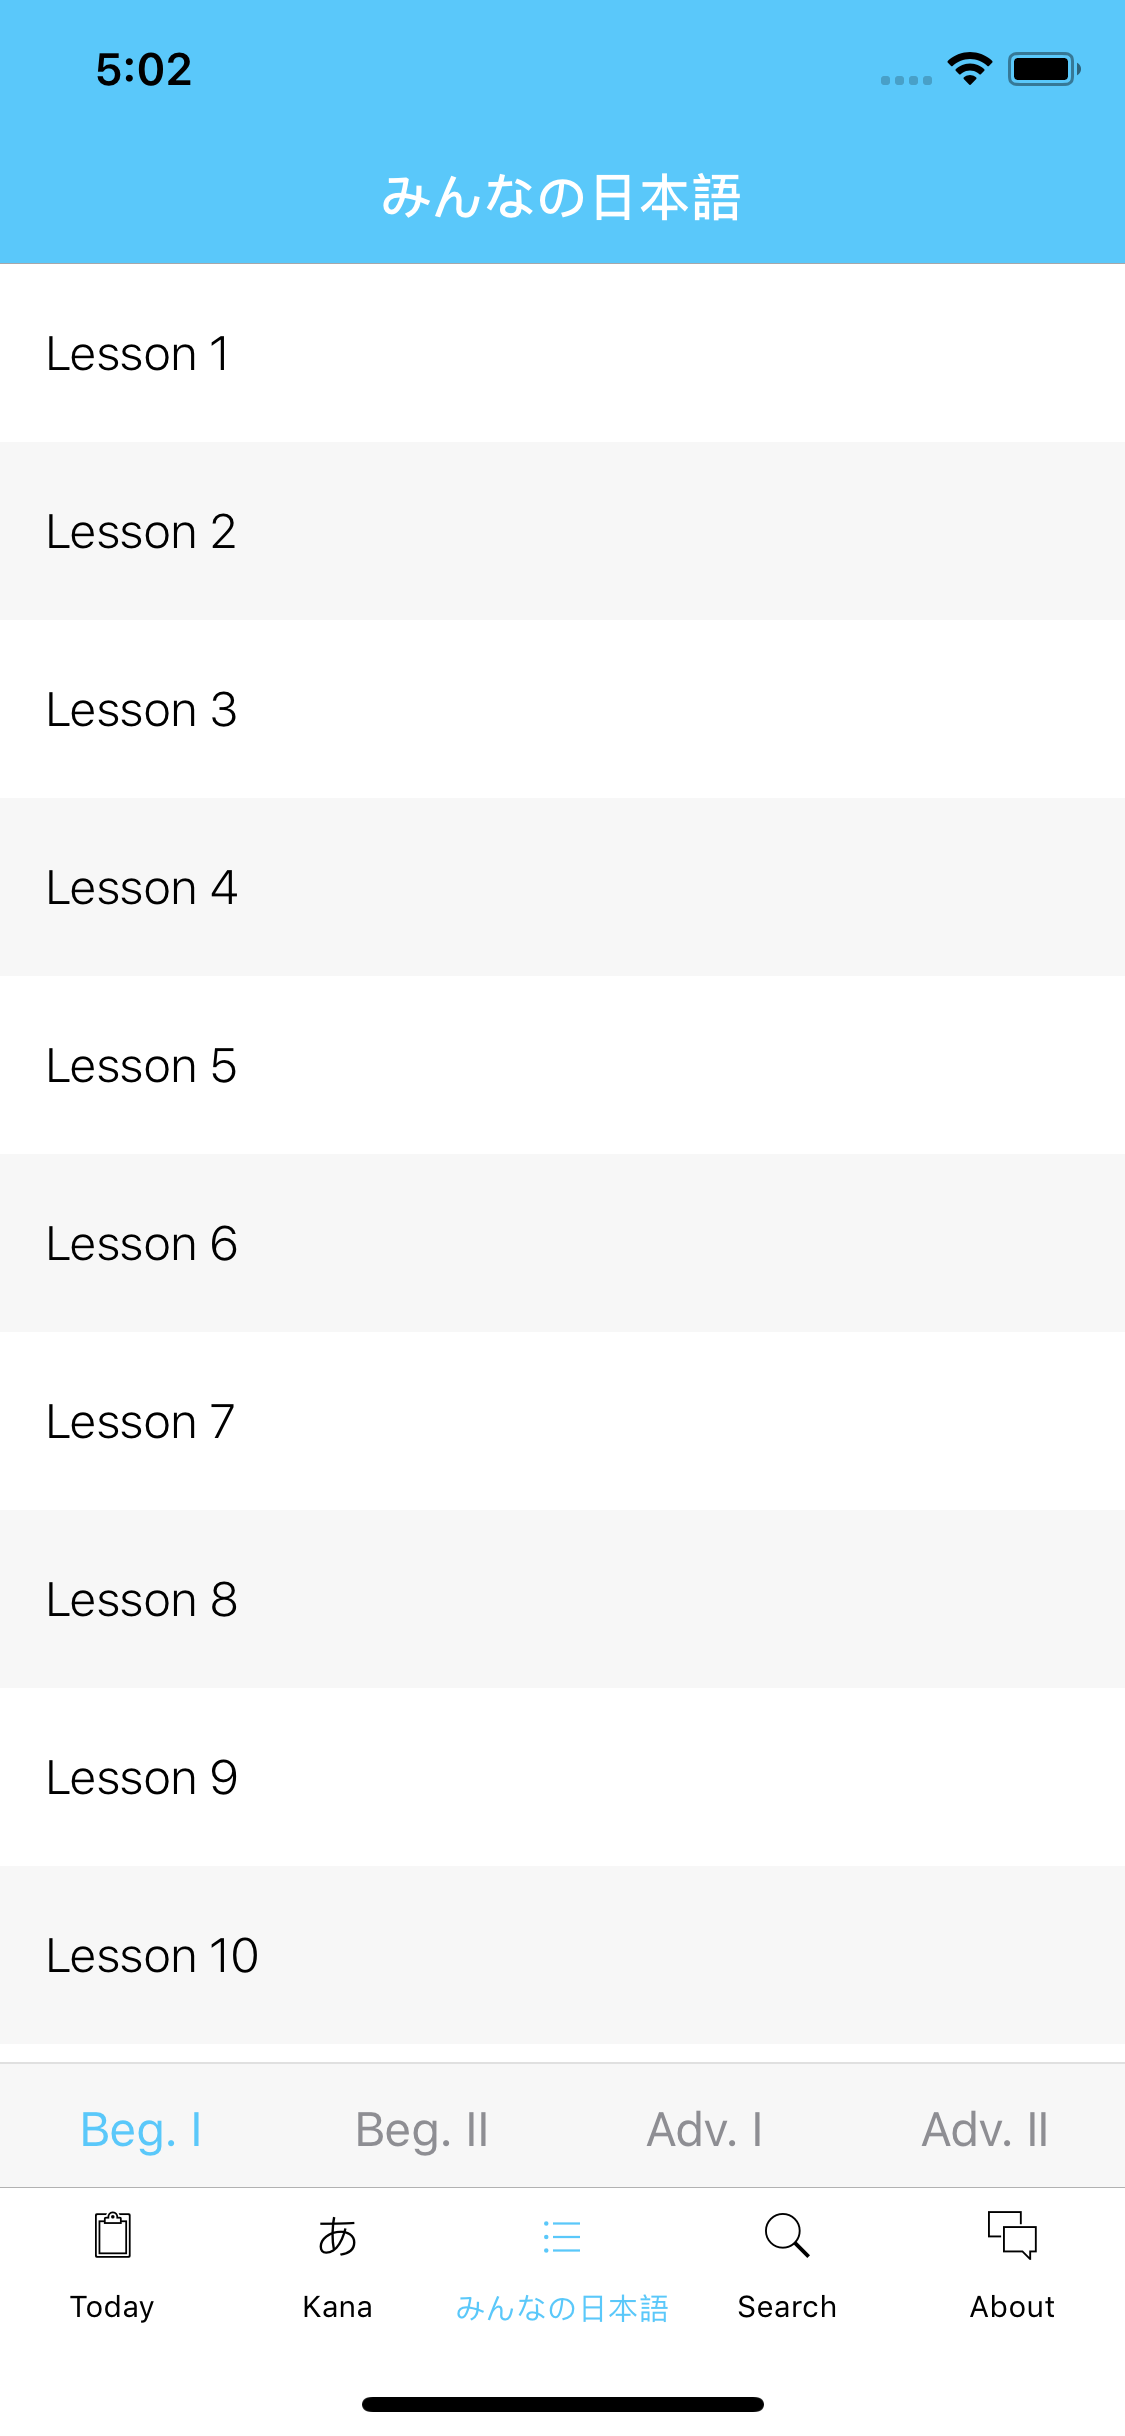 5:02
みんなの日本語
Lesson 1
Lesson 2
Lesson 3
Lesson 4
Lesson 5
Lesson 6
Lesson 7
Lesson 8
Lesson 9
Lesson 10
Beg. I Beg. II Adv. I Adv. II
あ
Today Kana みんなの日本語 Search About